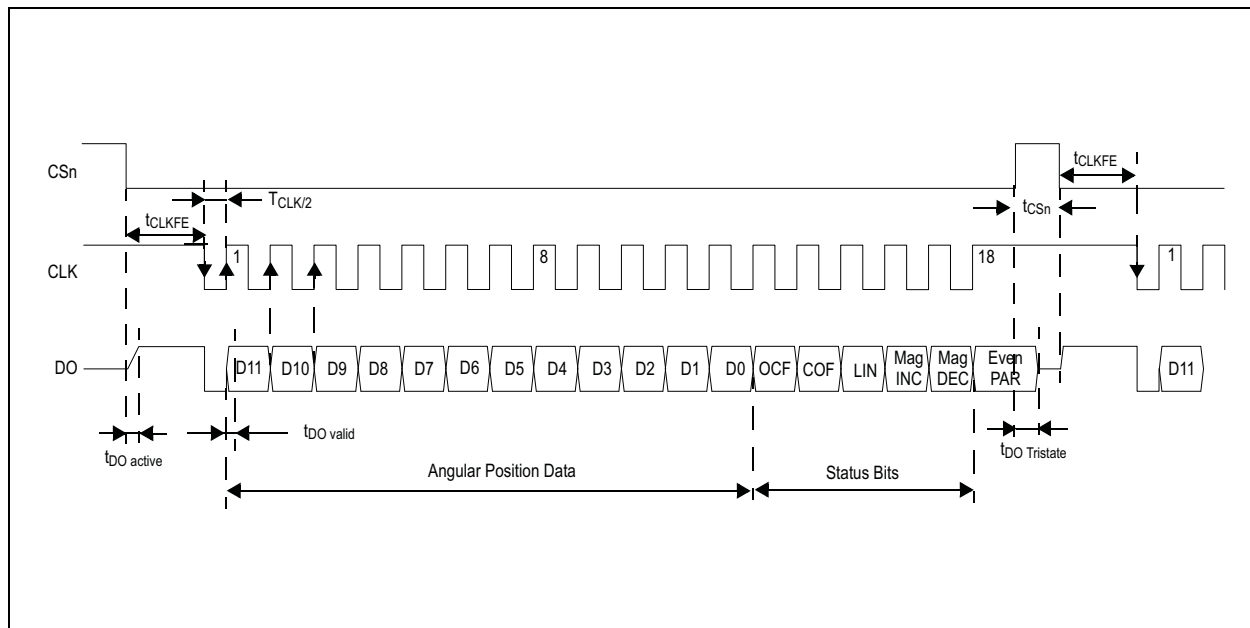 CSn
tCLKFE
TCLK/2
tCLKFE
tCSn
CLK
1
8
18
1
DO
D11
D10
D9
D8
D7
D6
D5
D4
D3
D2
D1
D0
OCF
COF
LIN
Mag
INC
Mag
DEC
Even
PAR
D11
tDO active
tDO valid
tDO Tristate
Angular Position Data
Status Bits